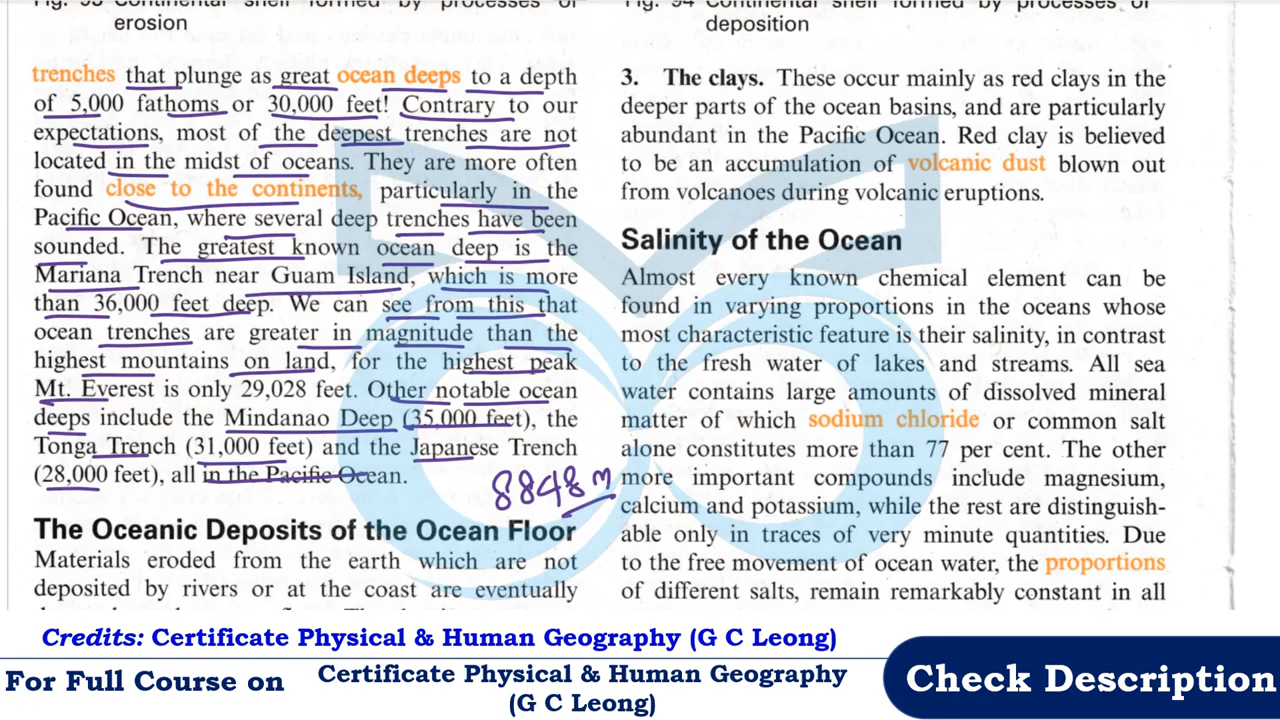 Fig. 93 Continental shelf formed by processes of
erosion
trenches that plunge as great ocean deeps to a depth
of 5,000 fathoms or 30,000 feet! Contrary to our
expectations, most of the deepest trenches are not
located in the midst of oceans. They are more often
found close to the continents, particularly in the
Pacific Ocean, where several deep trenches have been
sounded. The greatest known ocean deep is the
Mariana Trench near Guam Island, which is more
than 36,000 feet deep. We can see from this that
ocean trenches are greater in magnitude than the
highest mountains on land, for the highest peak
Mt. Everest is only 29,028 feet. Other notable ocean
deeps include the Mindanao Deep (35,000 feet), the
Tonga Trench (31,000 feet) and the Japanese Trench
(28,000 feet), all in the Pacific Ocean.
8848 m
The Oceanic Deposits of the Ocean Floor
Materials eroded from the earth which are not
deposited by rivers or at the coast are eventually
Fig. 94 Continental shelf formed by processes of
deposition
3. The clays. These occur mainly as red clays in the
deeper parts of the ocean basins, and are particularly
abundant in the Pacific Ocean. Red clay is believed
to be an accumulation of volcanic dust blown out
from volcanoes during volcanic eruptions.
Salinity of the Ocean
Almost every known chemical element can be
found in varying proportions in the oceans whose
most characteristic feature is their salinity, in contrast
to the fresh water of lakes and streams. All sea
water contains large amounts of dissolved mineral
matter of which sodium chloride or common salt
alone constitutes more than 77 per cent. The other
more important compounds include magnesium,
calcium and potassium, while the rest are distinguish-
able only in traces of very minute quantities. Due
to the free movement of ocean water, the proportions
of different salts, remain remarkably constant in all
Credits: Certificate Physical & Human Geography (G C Leong)
For Full Course on
Certificate Physical & Human Geography
(G C Leong)
Check Description